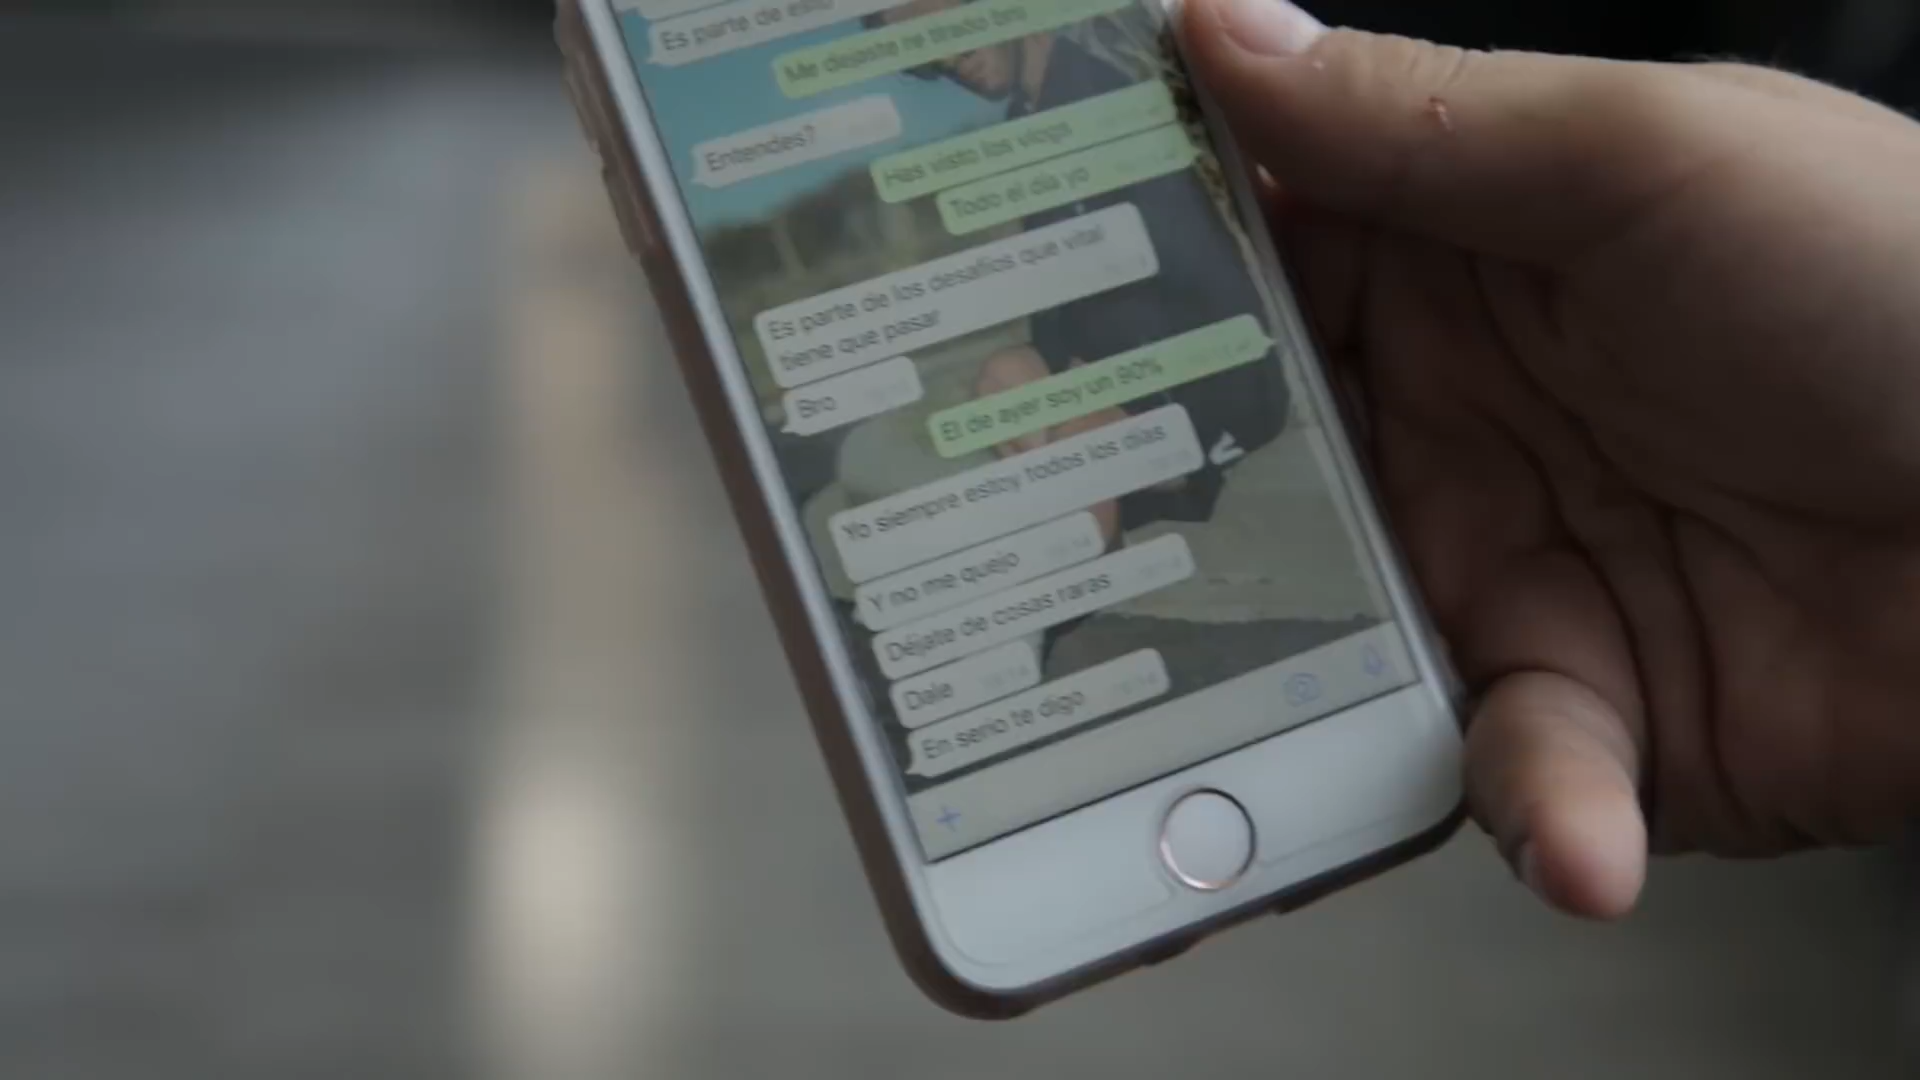 Es parte de esto
Me dejaste re tirado bro
Entendes?
Has visto los vlogs
Todo el día yo
Es parte de los desafíos que vital
tiene que pasar
Bro
El de ayer soy un 90%
Yo siempre estoy todos los días
Y no me quejo
Déjate de cosas raras
Dale
En serio te digo